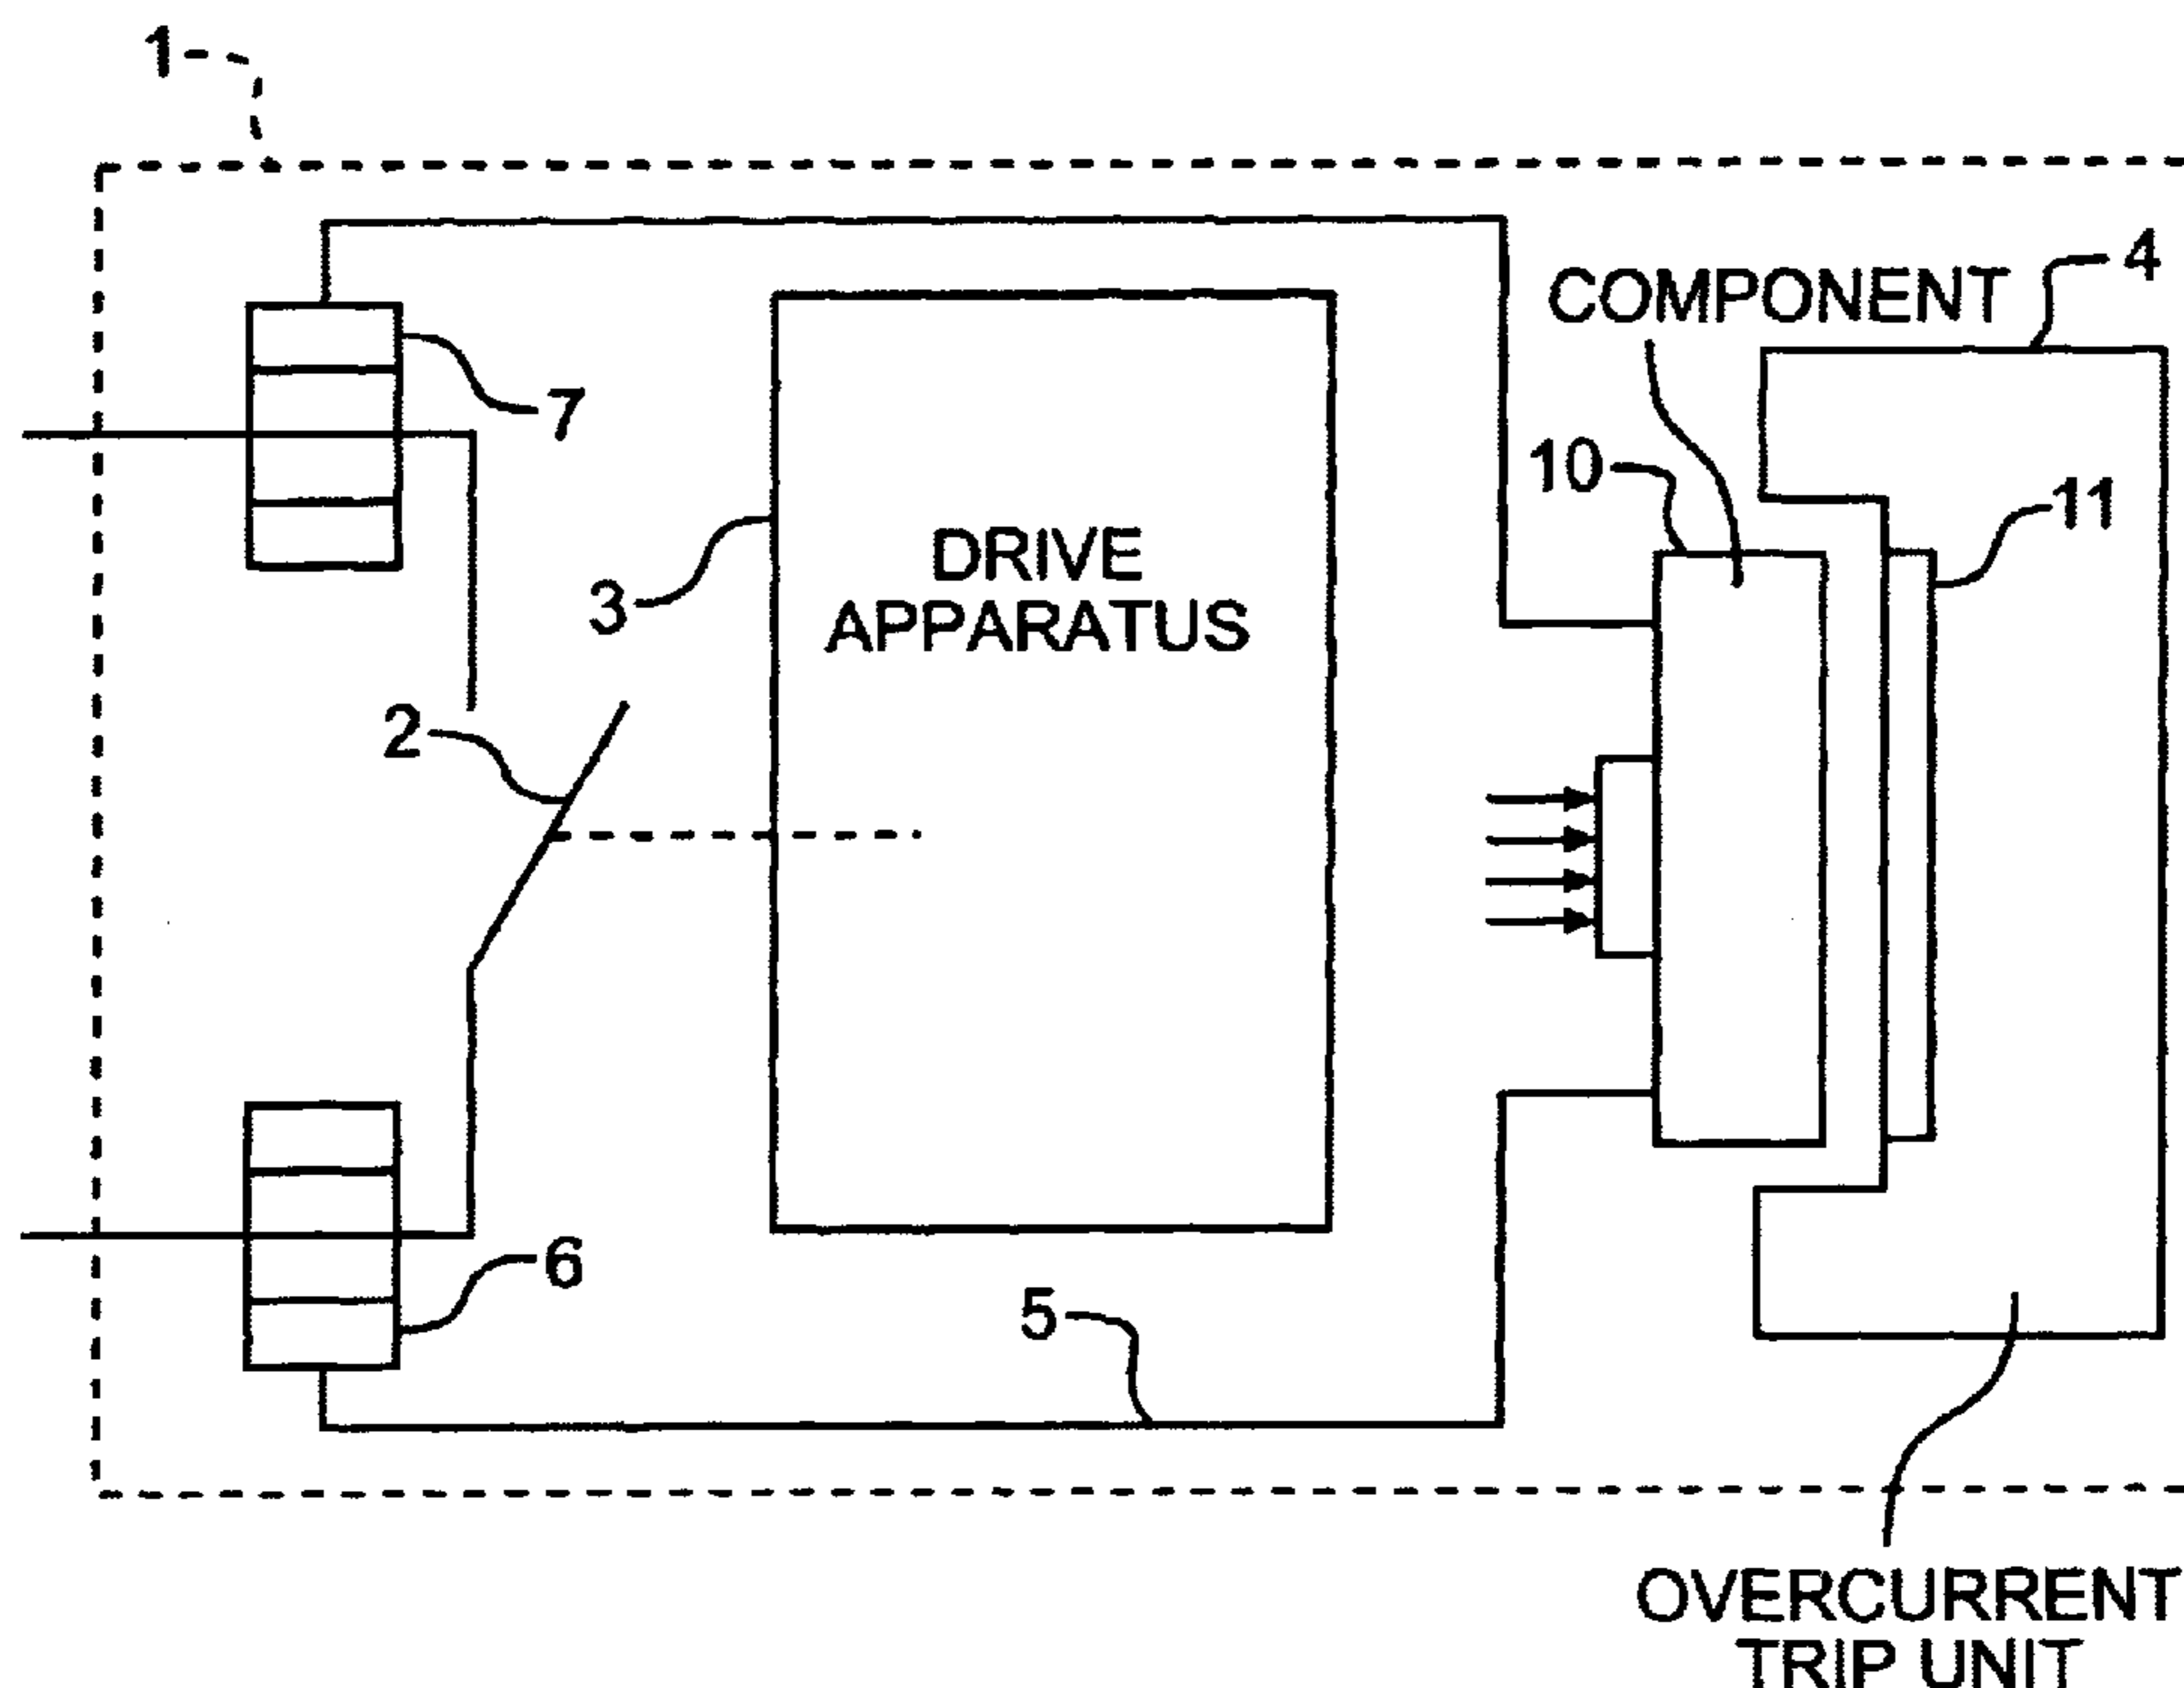 1
4
COMPONENT
7
10
11
DRIVE
APPARATUS
3
2
6
5
OVERCURRENT
TRIP UNIT